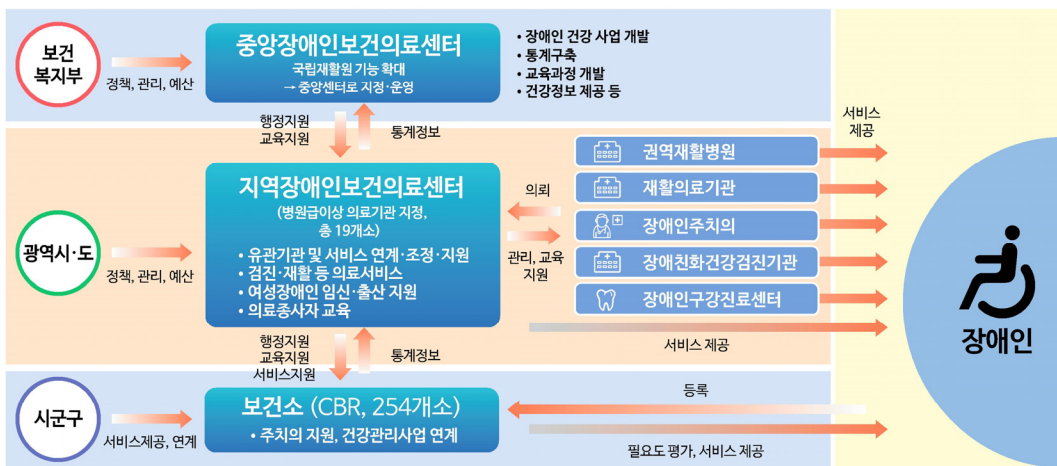 보건
복지부
정책, 관리, 예산
중앙장애인보건의료센터
국립재활원 기능 확대
→ 중앙센터로 지정·운영
• 장애인 건강 사업 개발
• 통계구축
• 교육과정 개발
• 건강정보 제공 등
행정지원
교육지원
통계정보
서비스
제공
광역시·도
정책, 관리, 예산
지역장애인보건의료센터
(병원급이상 의료기관 지정,
총 19개소)
• 유관기관 및 서비스 연계·조정·지원
• 검진·재활 등 의료서비스
• 여성장애인 임신·출산 지원
• 의료종사자 교육
의뢰
관리, 교육
지원
권역재활병원
재활의료기관
장애인주치의
장애친화건강검진기관
장애인구강진료센터
서비스 제공
장애인
행정지원
교육지원
서비스지원
통계정보
시군구
서비스제공, 연계
보건소 (CBR, 254개소)
• 주치의 지원, 건강관리사업 연계
등록
필요도 평가, 서비스 제공